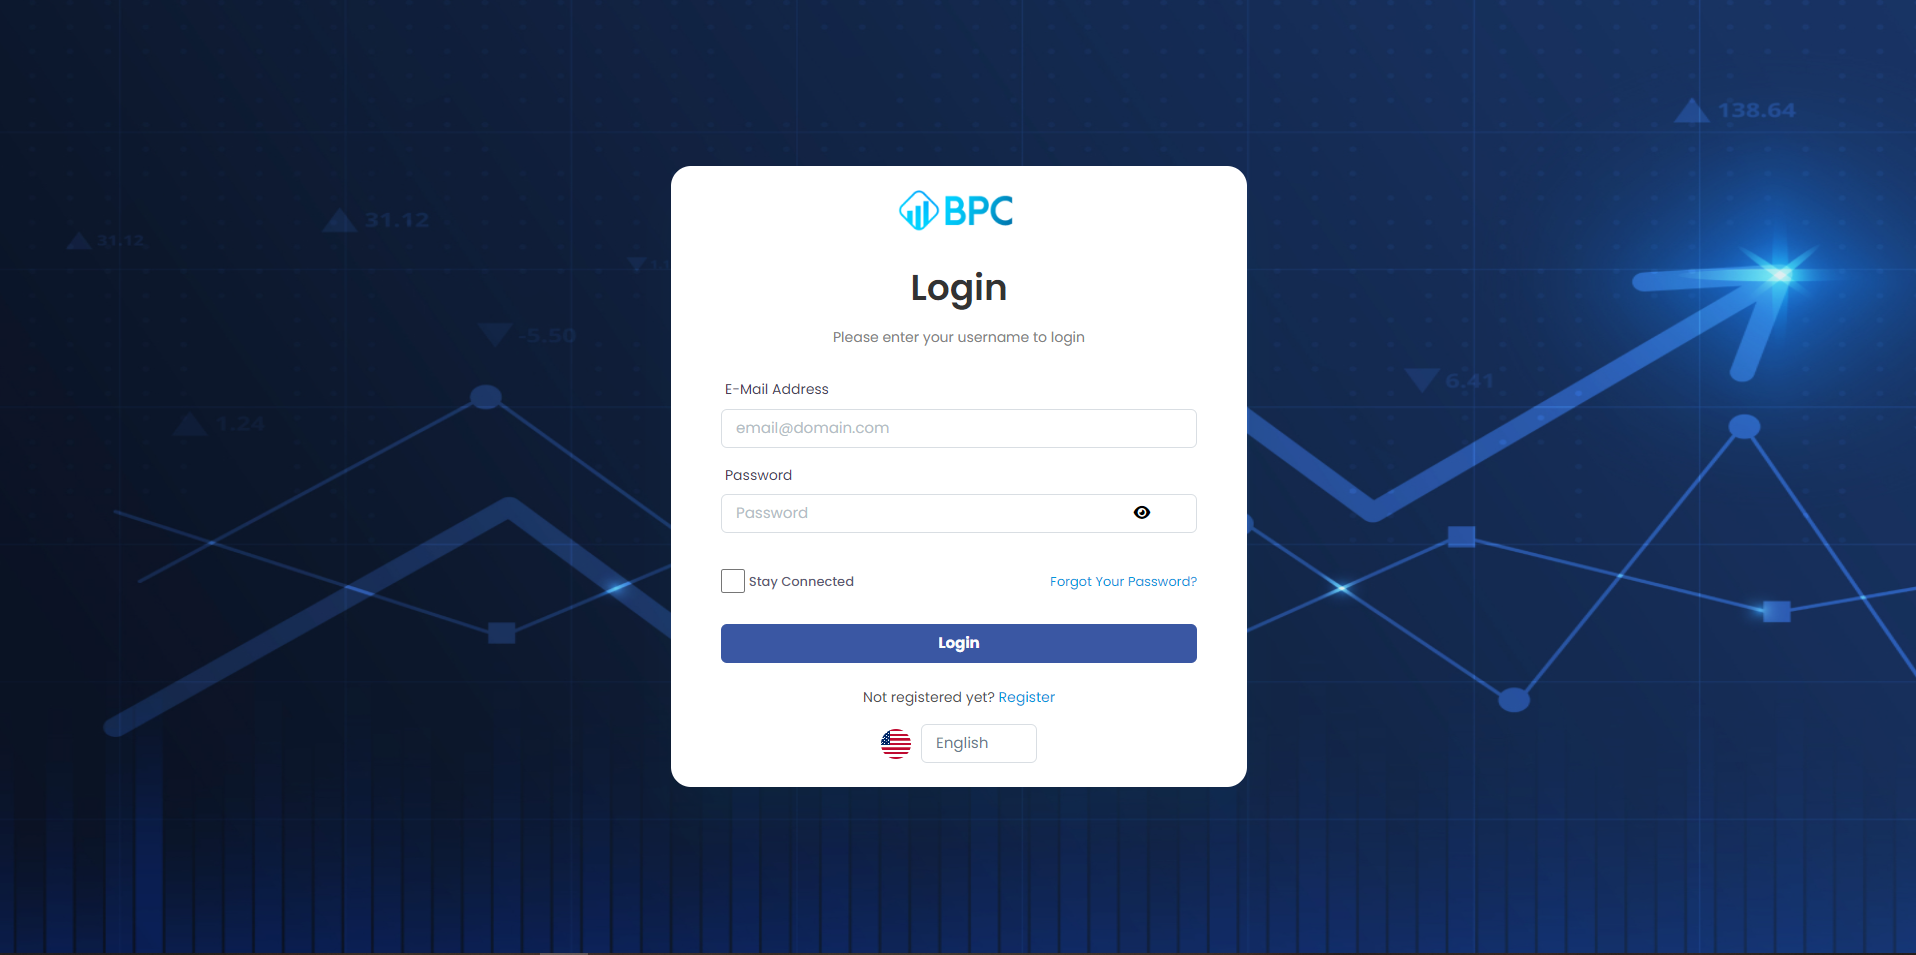 138.64
31.12
31.12
-5.50
6.41
1.24
BPC
Login
Please enter your username to login
E-Mail Address
email@domain.com
Password
Password
Stay Connected
Forgot Your Password?
Login
Not registered yet? Register
English